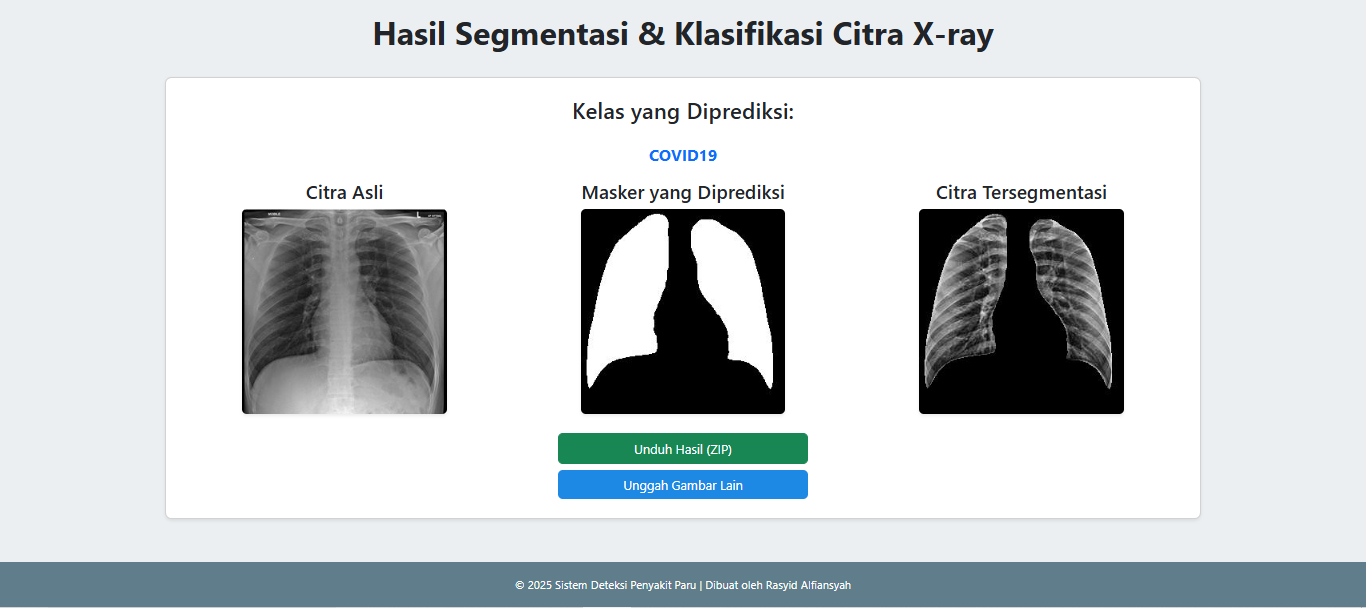 Hasil Segmentasi & Klasifikasi Citra X-ray
Kelas yang Diprediksi:
COVID19
Citra Asli
Masker yang Diprediksi
Citra Tersegmentasi
L
Unduh Hasil (ZIP)
Unggah Gambar Lain
© 2025 Sistem Deteksi Penyakit Paru | Dibuat oleh Rasyid Alfiansyah